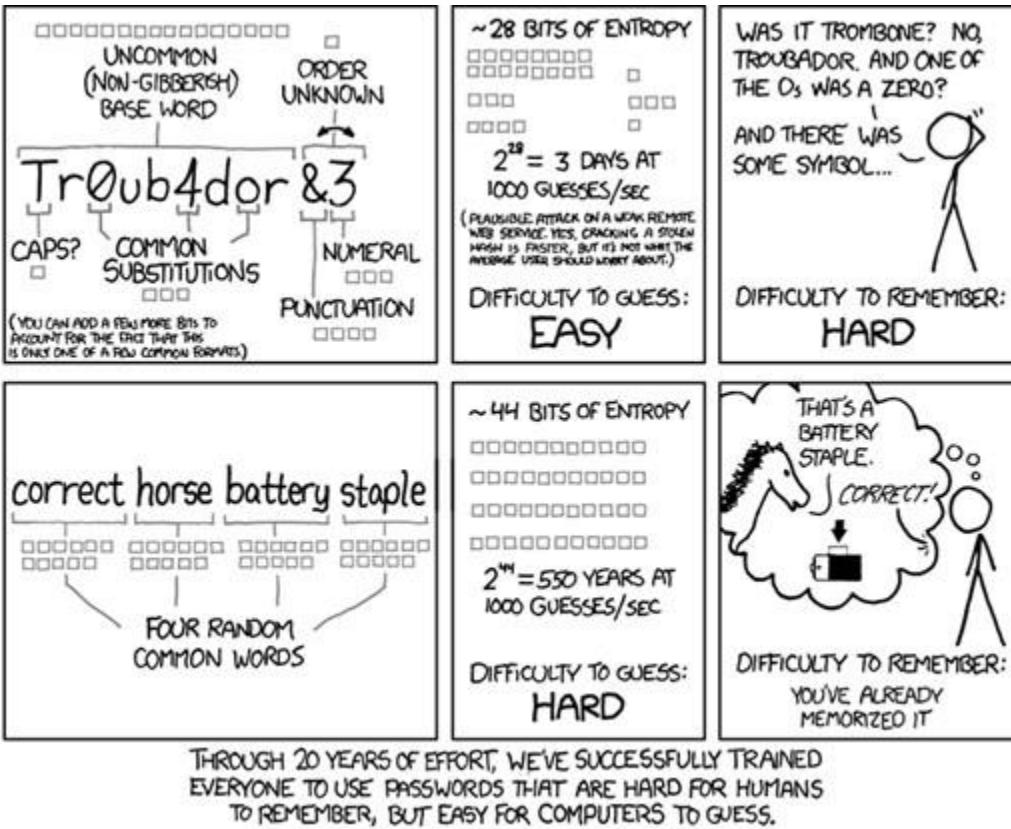 UNCOMMON
(NON-GIBBERISH)
BASE WORD
ORDER
UNKNOWN
Tr0ub4dor &3
CAPS?
COMMON
SUBSTITUTIONS
NUMERAL
PUNCTUATION
(YOU CAN ADD A FEW MORE BITS TO
ACCOUNT FOR THE FACT THAT THIS
IS ONLY ONE OF A FEW COMMON FORMATS.)
~28 BITS OF ENTROPY
2^28 = 3 DAYS AT
1000 GUESSES/SEC
(PLAUSIBLE ATTACK ON A WEAK REMOTE
WEB SERVICE. YES, CRACKING A STOLEN
HASH IS FASTER, BUT IT'S NOT WHAT THE
AVERAGE USER SHOULD WORRY ABOUT.)
DIFFICULTY TO GUESS:
EASY
WAS IT TROMBONE? NO,
TROUBADOR. AND ONE OF
THE Os WAS A ZERO?
AND THERE WAS
SOME SYMBOL...
DIFFICULTY TO REMEMBER:
HARD
correct horse battery staple
FOUR RANDOM
COMMON WORDS
~44 BITS OF ENTROPY
2^44 = 550 YEARS AT
1000 GUESSES/SEC
DIFFICULTY TO GUESS:
HARD
THAT'S A
BATTERY
STAPLE.
CORRECT!
DIFFICULTY TO REMEMBER:
YOU'VE ALREADY
MEMORIZED IT
THROUGH 20 YEARS OF EFFORT, WE'VE SUCCESSFULLY TRAINED
EVERYONE TO USE PASSWORDS THAT ARE HARD FOR HUMANS
TO REMEMBER, BUT EASY FOR COMPUTERS TO GUESS.